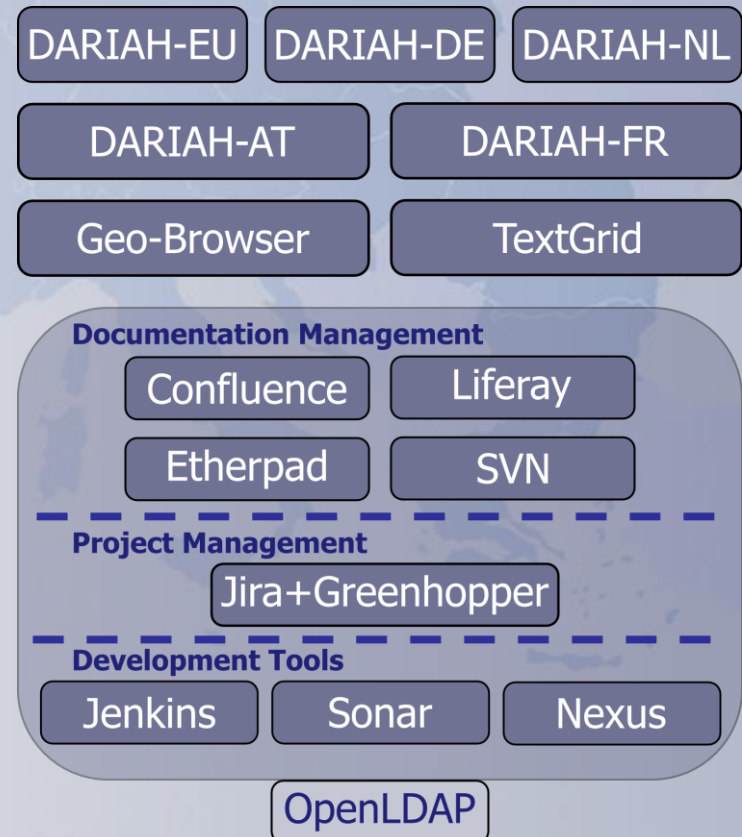 DARIAH-EU DARIAH-DE DARIAH-NL
DARIAH-AT DARIAH-FR
Geo-Browser TextGrid
Documentation Management
Confluence Liferay
Etherpad SVN
Project Management
Jira+Greenhopper
Development Tools
Jenkins Sonar Nexus
OpenLDAP